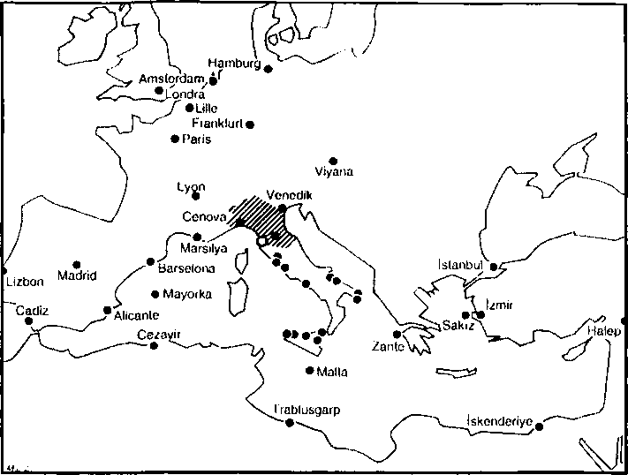 Hamburg
Amstordam
Londra
Lille
Frankfurt
Paris
Viyana
Lyon
Venedik
Cenova
Marsilya
İstanbul
Lizbon
Madrid
Barselona
Mayorka
İzmir
Cadiz
Alicante
Sakız
Halep
Cezayir
Zante
Malta
Trablusgarp
İskenderiye